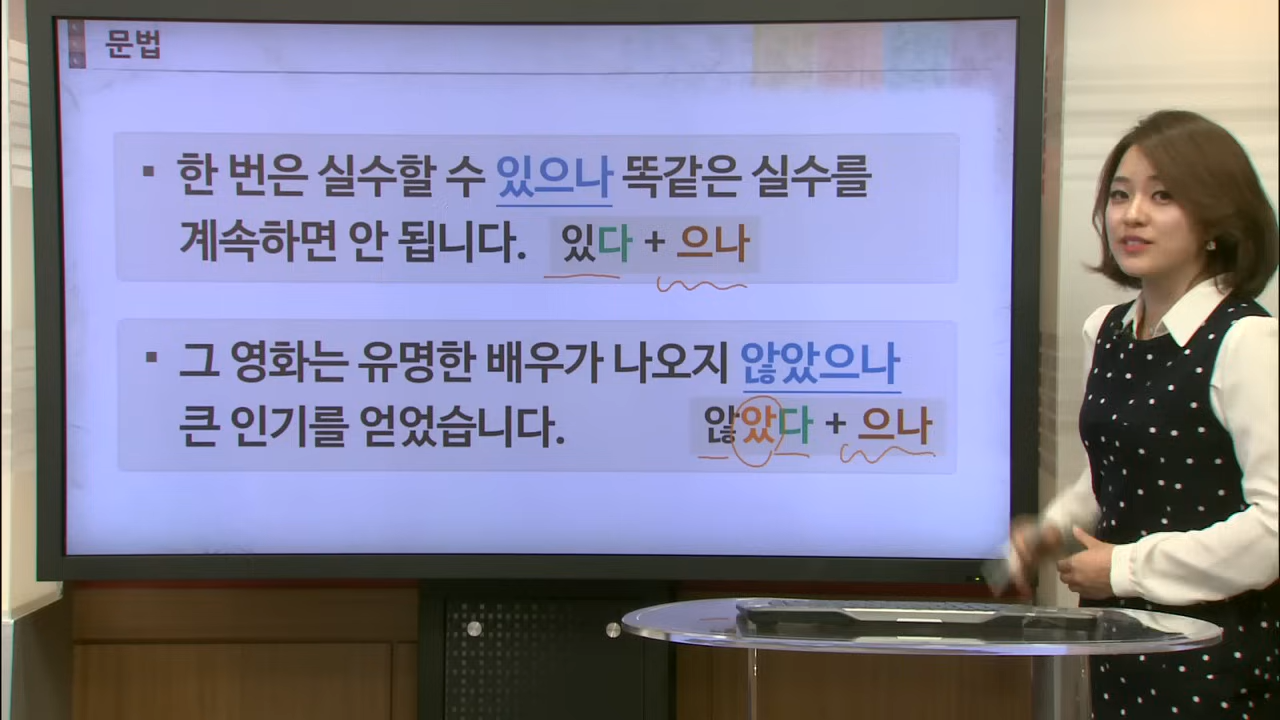 문법
▪ 한 번은 실수할 수 있으나 똑같은 실수를
계속하면 안 됩니다. 있다 + 으나
▪ 그 영화는 유명한 배우가 나오지 않았으나
큰 인기를 얻었습니다. 않았다 + 으나